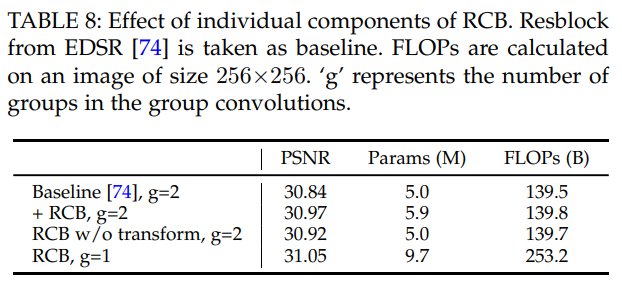 TABLE 8: Effect of individual components of RCB. Resblock
from EDSR [74] is taken as baseline. FLOPs are calculated
on an image of size 256×256. ‘g’ represents the number of
groups in the group convolutions.
PSNR Params (M) FLOPs (B)
Baseline [74], g=2 30.84 5.0 139.5
+ RCB, g=2 30.97 5.9 139.8
RCB w/o transform, g=2 30.92 5.0 139.7
RCB, g=1 31.05 9.7 253.2